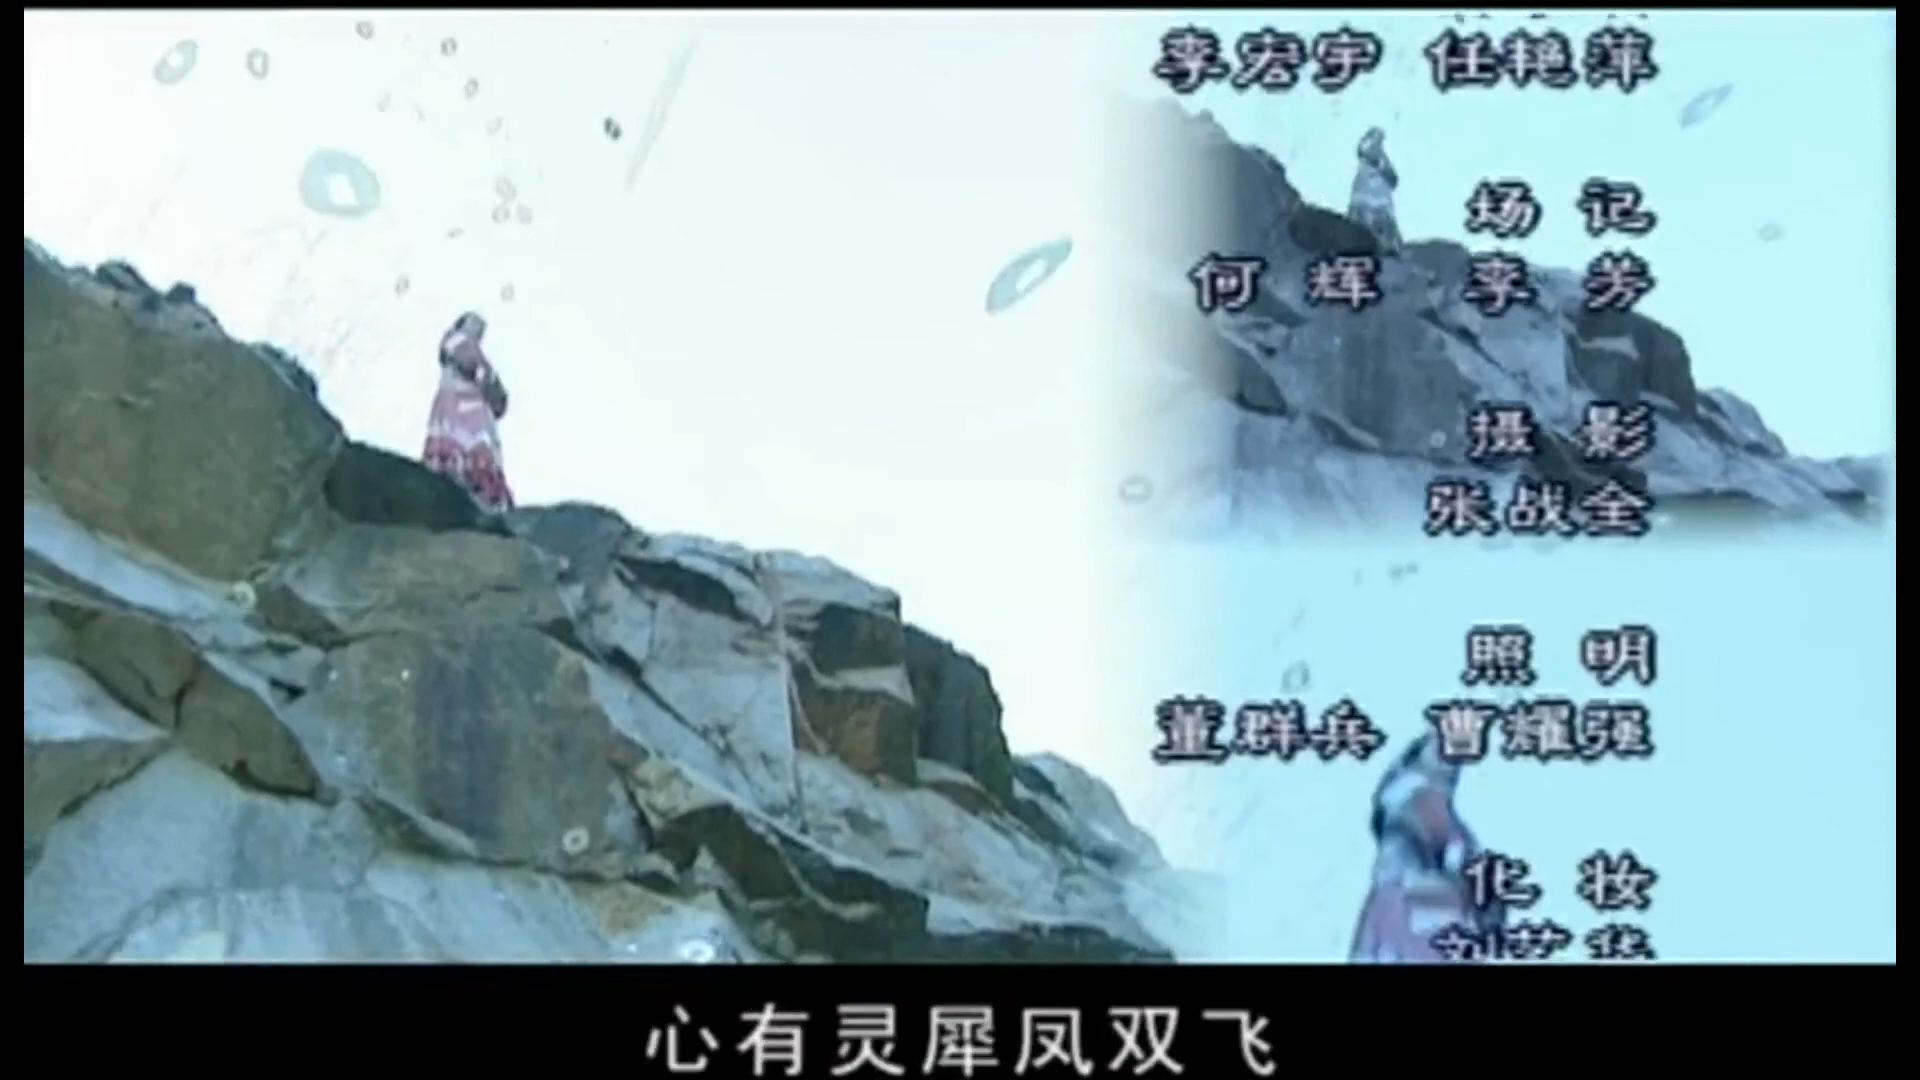 李宏宇 任艳萍
场 记
何 辉 李 芳
摄 影
张战全
照 明
董群兵 曹耀强
化 妆
心有灵犀凤双飞